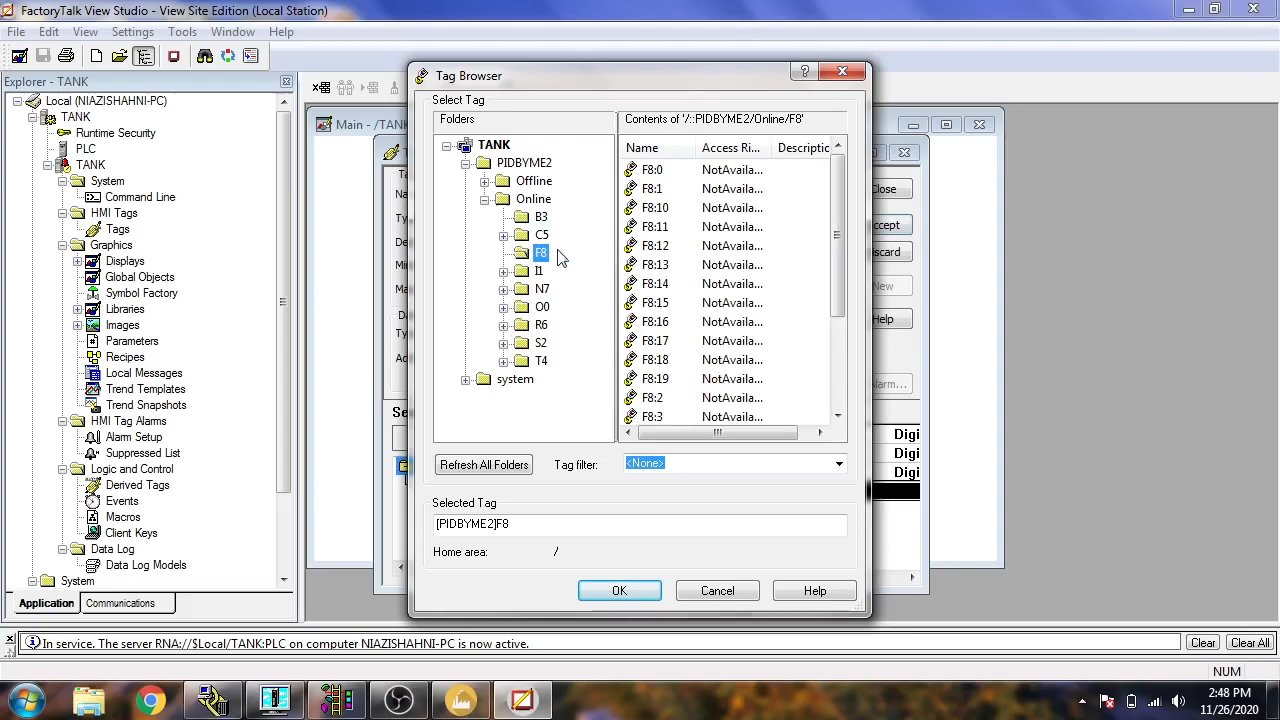 FactoryTalk View Studio - View Site Edition (Local Station)
File Edit View Settings Tools Window Help
Explorer - TANK
Local (NIAZISHAHNI-PC)
TANK
Runtime Security
PLC
TANK
System
Command Line
HMI Tags
Tags
Graphics
Displays
Global Objects
Symbol Factory
Libraries
Images
Parameters
Recipes
Local Messages
Trend Templates
Trend Snapshots
HMI Tag Alarms
Alarm Setup
Suppressed List
Logic and Control
Derived Tags
Events
Macros
Client Keys
Data Log
Data Log Models
System
Application Communications
Main - /TANK
Close
Help
Digi
Digi
Digi
Tag Browser
Select Tag
Folders
TANK
PIDBYME2
Offline
Online
B3
C5
F8
I1
N7
O0
R6
S2
T4
system
Contents of '/::PIDBYME2/Online/F8'
Name Access Ri... Descriptic
F8:0 NotAvaila...
F8:1 NotAvaila...
F8:10 NotAvaila...
F8:11 NotAvaila...
F8:12 NotAvaila...
F8:13 NotAvaila...
F8:14 NotAvaila...
F8:15 NotAvaila...
F8:16 NotAvaila...
F8:17 NotAvaila...
F8:18 NotAvaila...
F8:19 NotAvaila...
F8:2 NotAvaila...
F8:3 NotAvaila...
Refresh All Folders Tag filter: <None>
Selected Tag
[PIDBYME2]F8
Home area: /
OK Cancel Help
In service. The server RNA://$Local/TANK:PLC on computer NIAZISHAHNI-PC is now active.
Clear Clear All
NUM
2:48 PM
11/26/2020